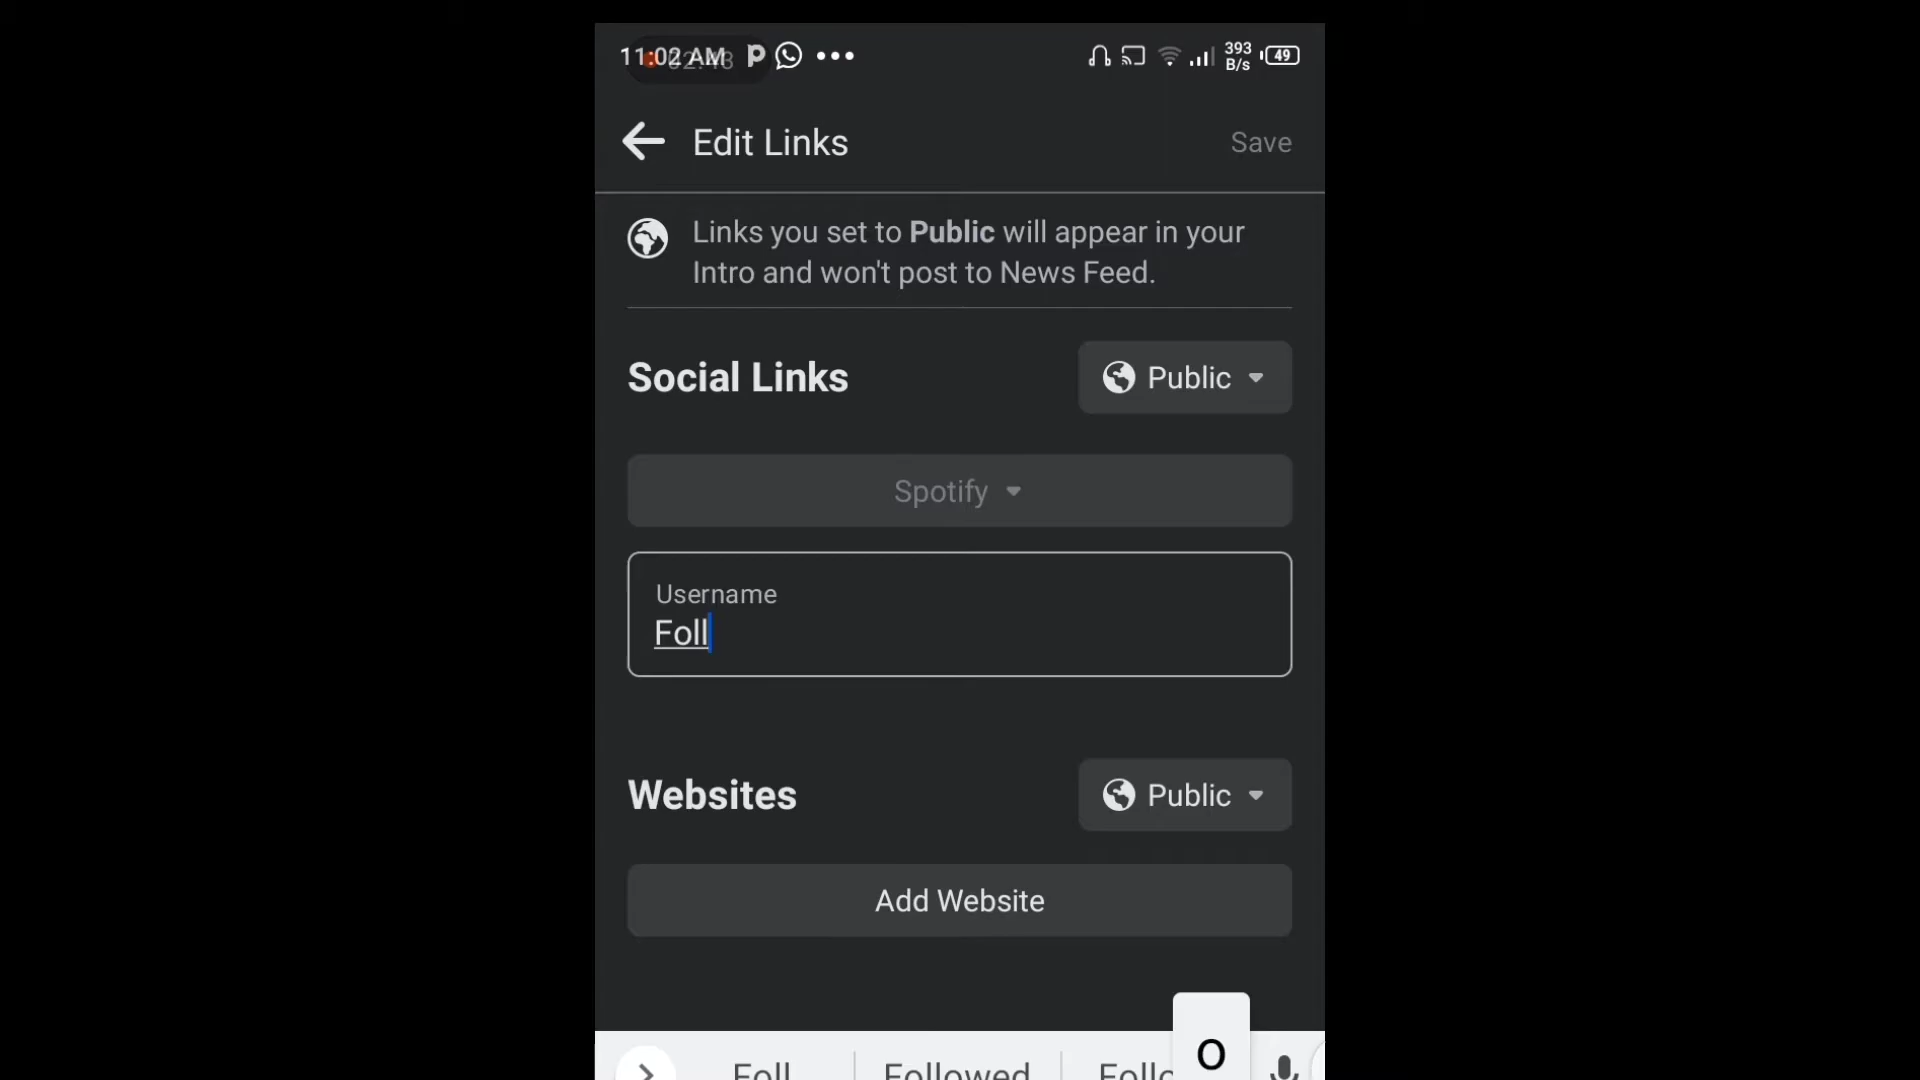 11:02 AM
393 B/s
49
Edit Links
Save
Links you set to Public will appear in your
Intro and won't post to News Feed.
Social Links
Public
Spotify
Username
Foll
Websites
Public
Add Website
O
Foll
Followed